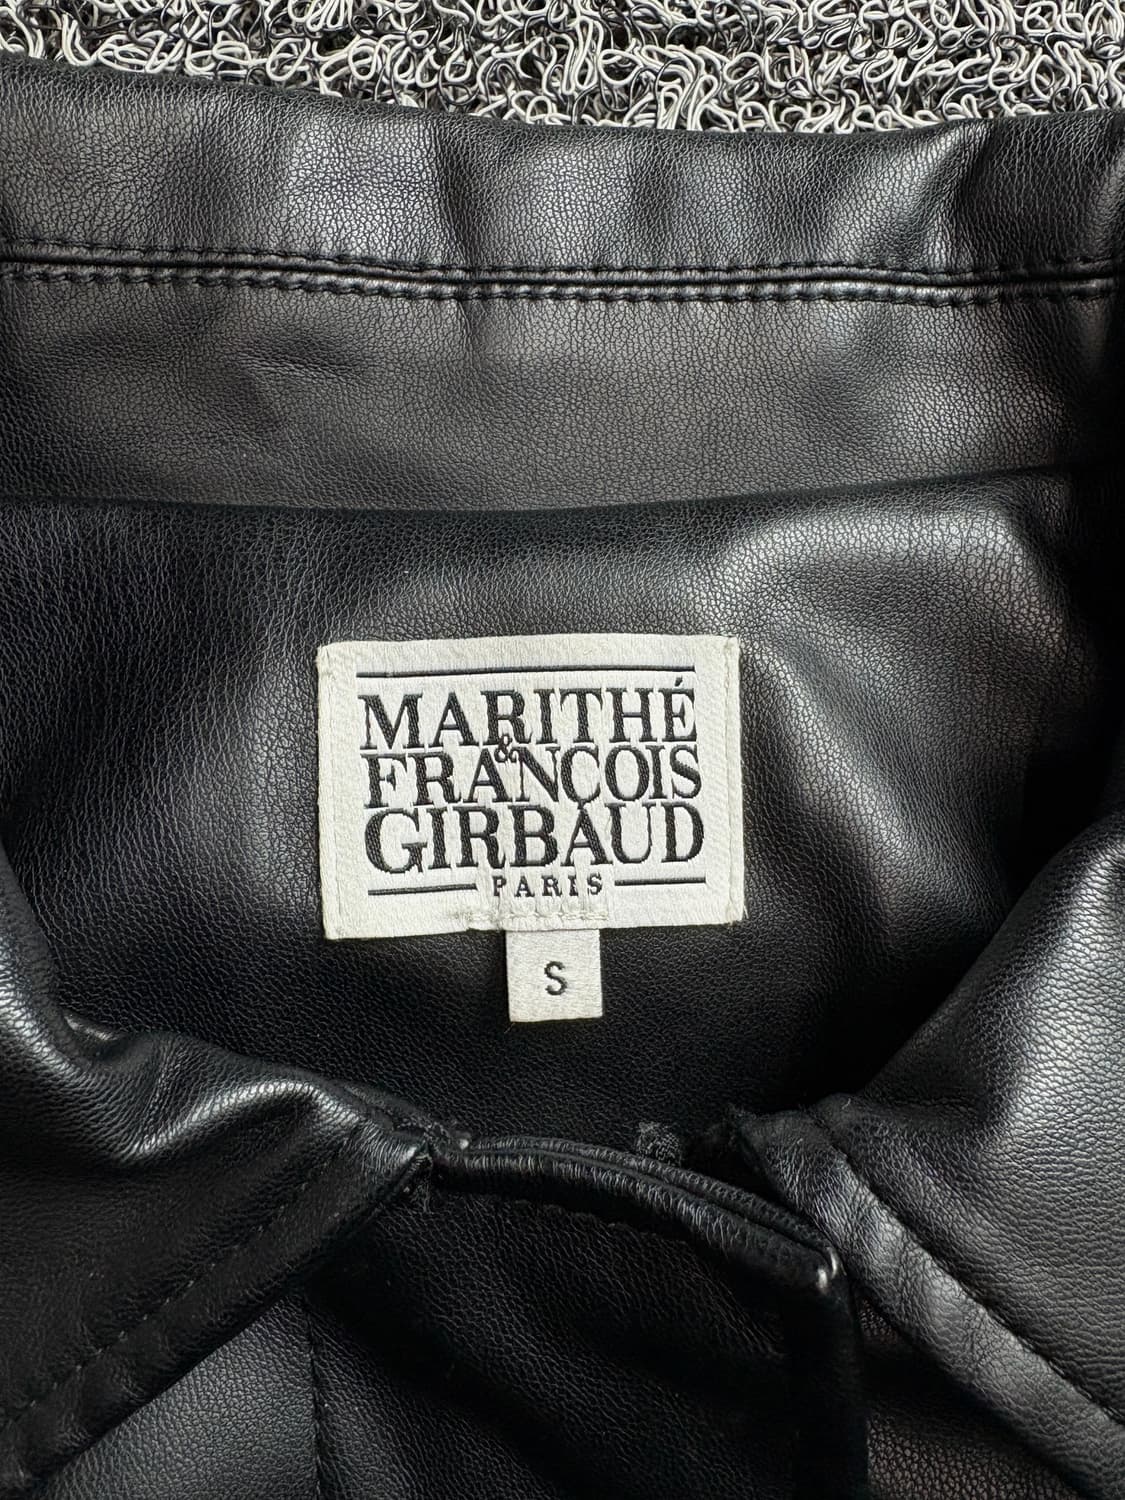 MARITHÉ
&
FRANÇOIS
GIRBAUD
PARIS
S